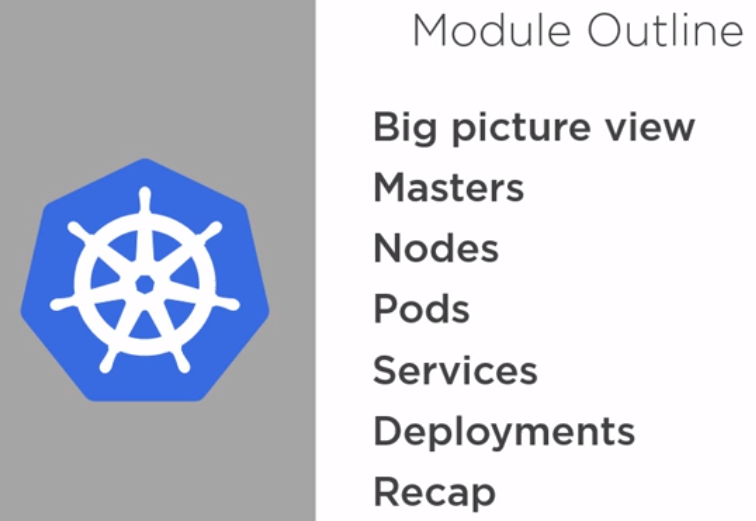 Module Outline
Big picture view
Masters
Nodes
Pods
Services
Deployments
Recap